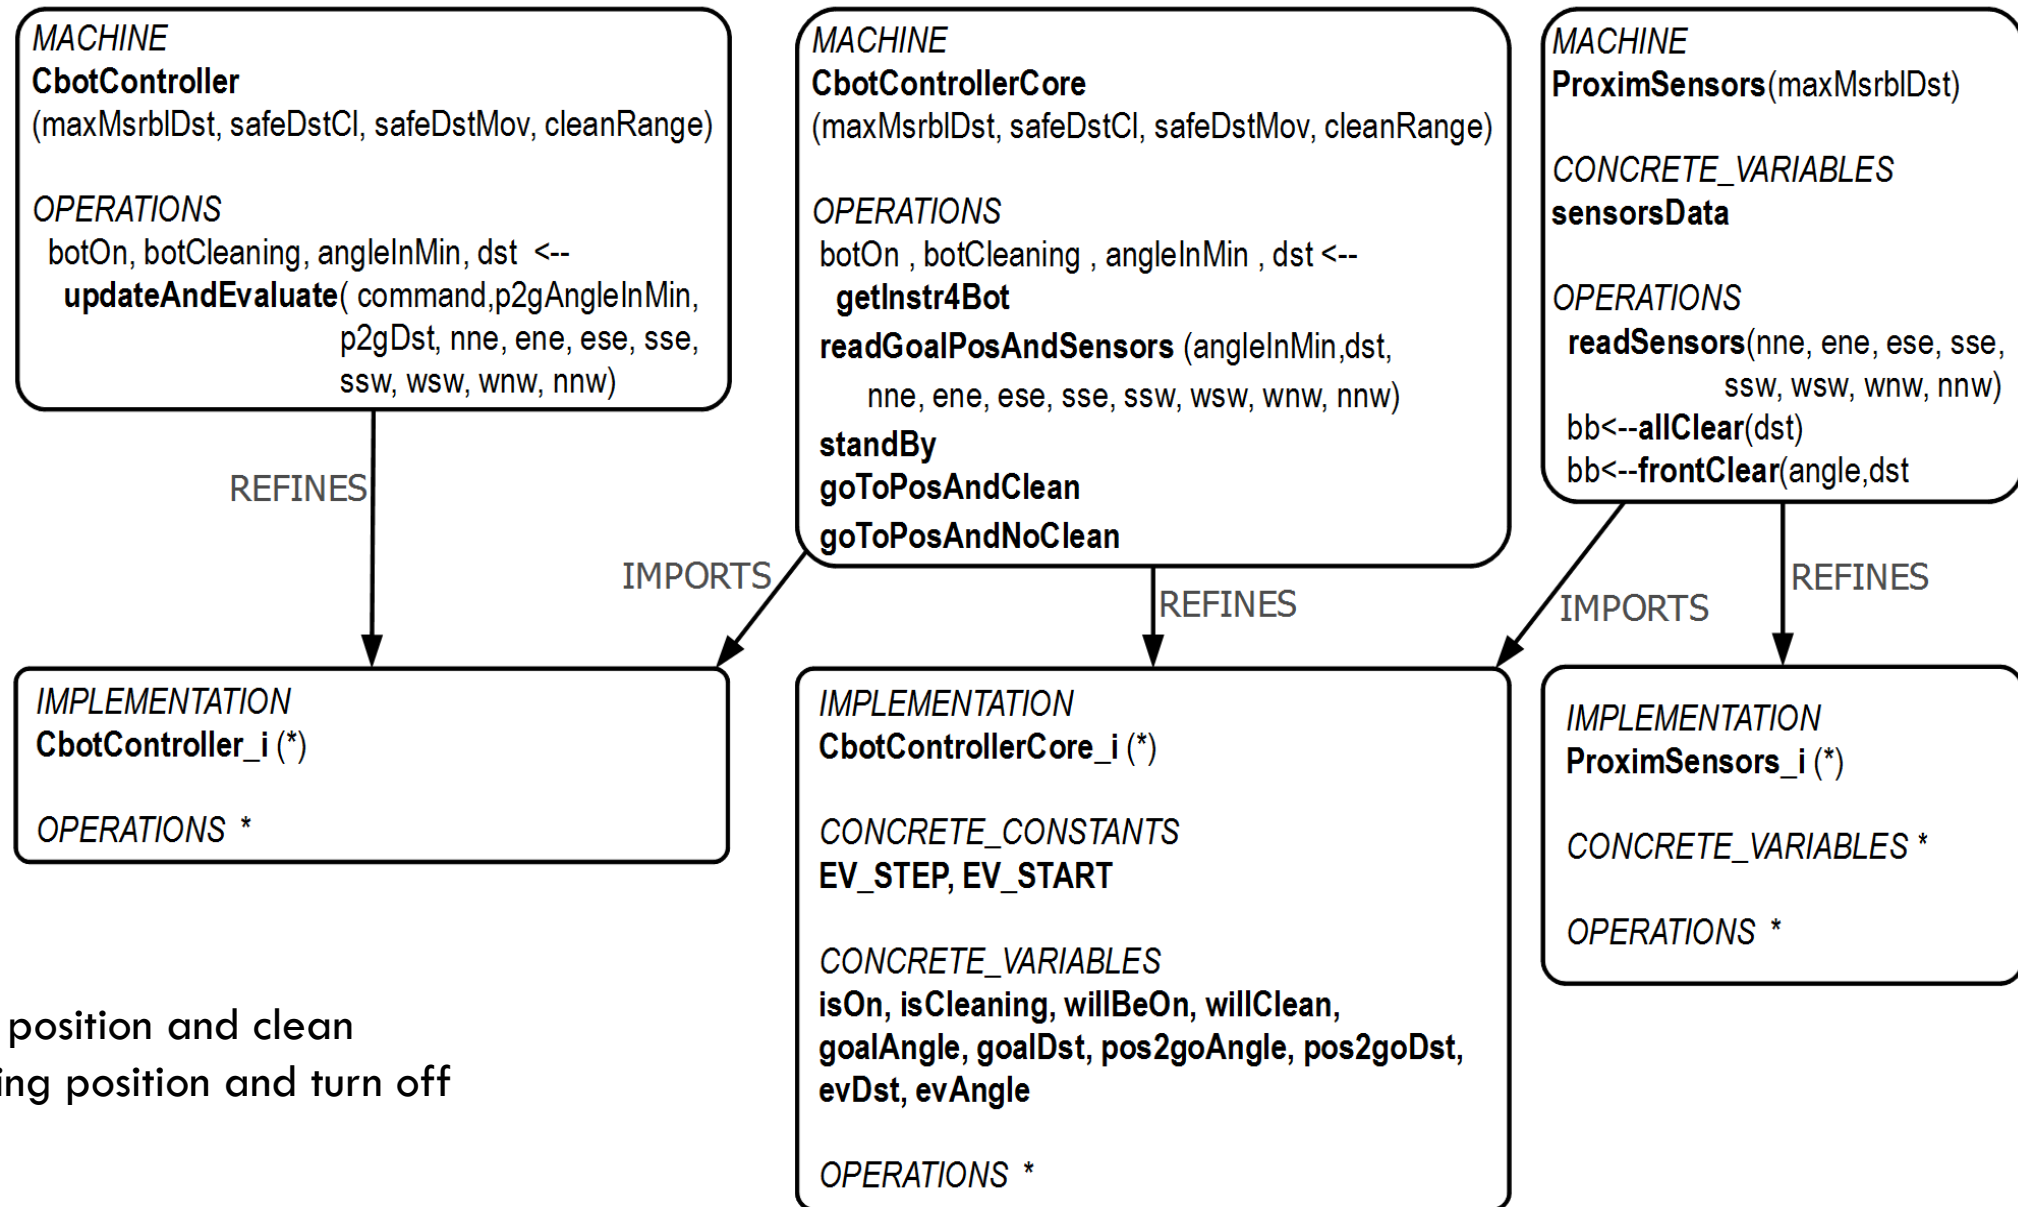 MACHINE
CbotController
(maxMsrblDst, safeDstCl, safeDstMov, cleanRange)
OPERATIONS
botOn, botCleaning, angleInMin, dst <--
updateAndEvaluate( command,p2gAngleInMin,
p2gDst, nne, ene, ese, sse,
ssw, wsw, wnw, nnw)
MACHINE
CbotControllerCore
(maxMsrblDst, safeDstCl, safeDstMov, cleanRange)
OPERATIONS
botOn , botCleaning , angleInMin , dst <--
getInstr4Bot
readGoalPosAndSensors (angleInMin,dst,
nne, ene, ese, sse, ssw, wsw, wnw, nnw)
standBy
goToPosAndClean
goToPosAndNoClean
MACHINE
ProximSensors(maxMsrblDst)
CONCRETE_VARIABLES
sensorsData
OPERATIONS
readSensors(nne, ene, ese, sse,
ssw, wsw, wnw, nnw)
bb<--allClear(dst)
bb<--frontClear(angle,dst
REFINES
IMPORTS
REFINES
IMPORTS
REFINES
IMPLEMENTATION
CbotController_i (*)
OPERATIONS *
IMPLEMENTATION
CbotControllerCore_i (*)
CONCRETE_CONSTANTS
EV_STEP, EV_START
CONCRETE_VARIABLES
isOn, isCleaning, willBeOn, willClean,
goalAngle, goalDst, pos2goAngle, pos2goDst,
evDst, evAngle
OPERATIONS *
IMPLEMENTATION
ProximSensors_i (*)
CONCRETE_VARIABLES *
OPERATIONS *
position and clean
ing position and turn off